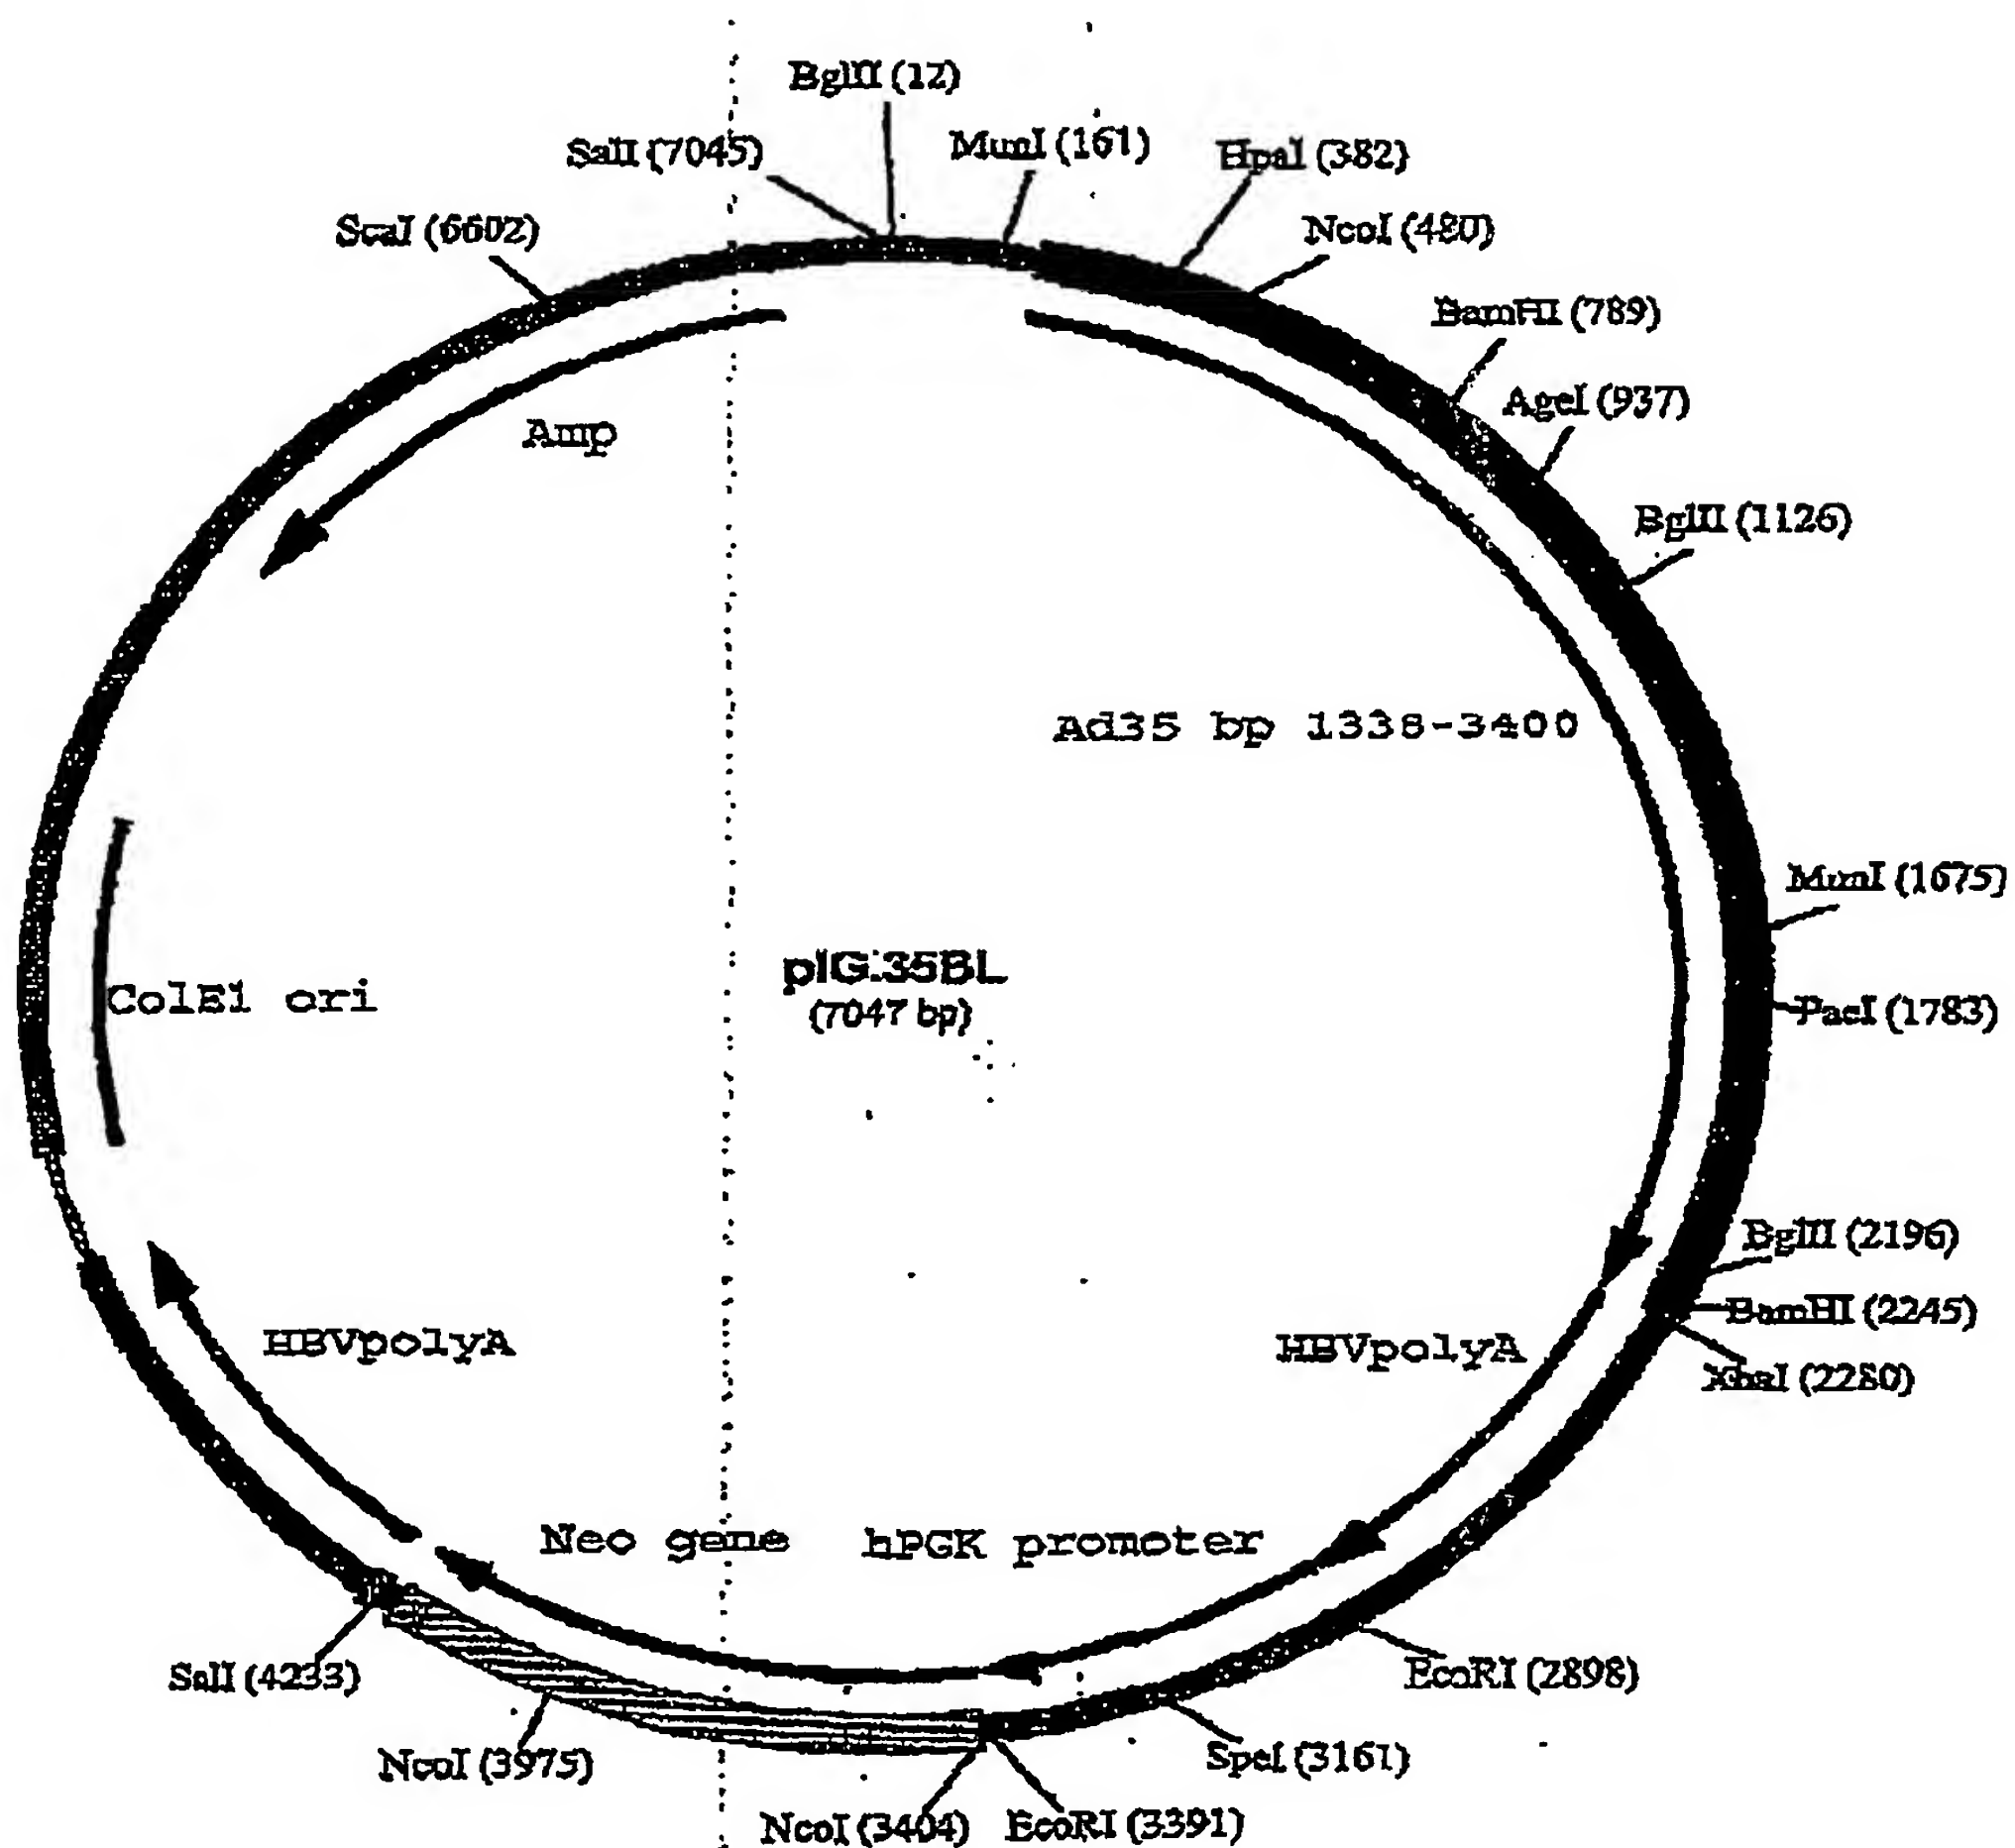 BglII (12)
SalI (7045)
MunI (161)
HpaI (382)
ScaI (6602)
NcoI (480)
BamHI (789)
AgeI (937)
Amp
BglII (1126)
Ad35 bp 1338-3400
MunI (1675)
pIG.35BL
(7047 bp)
ColE1 ori
PacI (1783)
BglII (2196)
BamHI (2245)
HBVpolyA
HBVpolyA
XbaI (2280)
Neo gene
hPGK promoter
SalI (4233)
EcoRI (2898)
NcoI (3975)
SpeI (3161)
NcoI (3404)
EcoRI (3391)